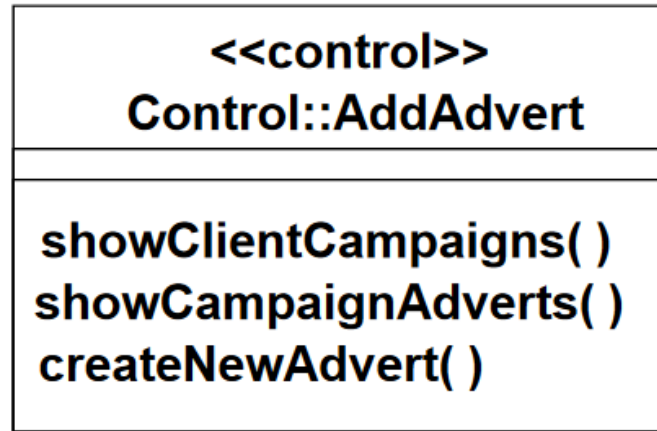 <<control>>
Control::AddAdvert
showClientCampaigns( )
showCampaignAdverts( )
createNewAdvert( )